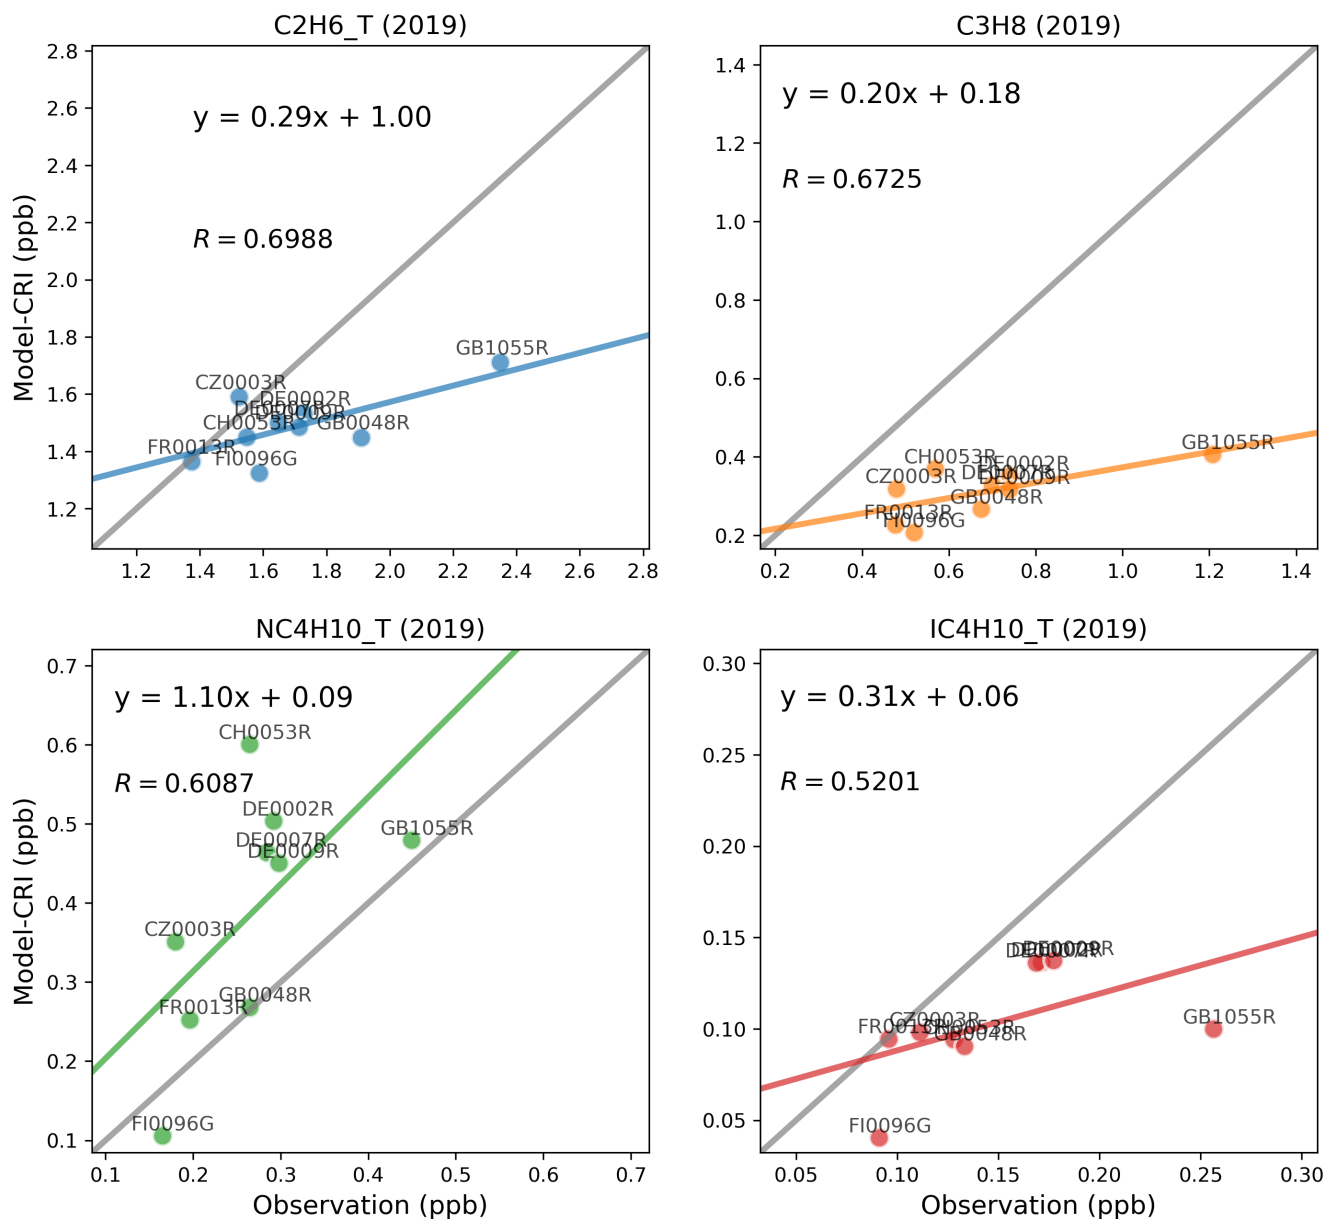 C2H6_T (2019)
Model-CRI (ppb)
2.8
2.6
2.4
2.2
2.0
1.8
1.6
1.4
1.2
y = 0.29x + 1.00
R = 0.6988
GB1055R
CZ0003R
DE0002R
DE0007R
DE0009R
CH0053R
GB0048R
FR0013R
FI0096G
1.2 1.4 1.6 1.8 2.0 2.2 2.4 2.6 2.8
C3H8 (2019)
1.4
1.2
1.0
0.8
0.6
0.4
0.2
y = 0.20x + 0.18
R = 0.6725
GB1055R
CH0053R
DE0002R
DE0007R
CZ0003R
DE0009R
GB0048R
FR0013R
FI0096G
0.2 0.4 0.6 0.8 1.0 1.2 1.4
NC4H10_T (2019)
Model-CRI (ppb)
0.7
0.6
0.5
0.4
0.3
0.2
0.1
y = 1.10x + 0.09
CH0053R
R = 0.6087
DE0002R
GB1055R
DE0007R
DE0009R
CZ0003R
GB0048R
FR0013R
FI0096G
0.1 0.2 0.3 0.4 0.5 0.6 0.7
Observation (ppb)
IC4H10_T (2019)
0.30
0.25
0.20
0.15
0.10
0.05
y = 0.31x + 0.06
R = 0.5201
DE0009R
DE0007R
CZ0003R
GB1055R
FR0013R
CH0053R
GB0048R
FI0096G
0.05 0.10 0.15 0.20 0.25 0.30
Observation (ppb)